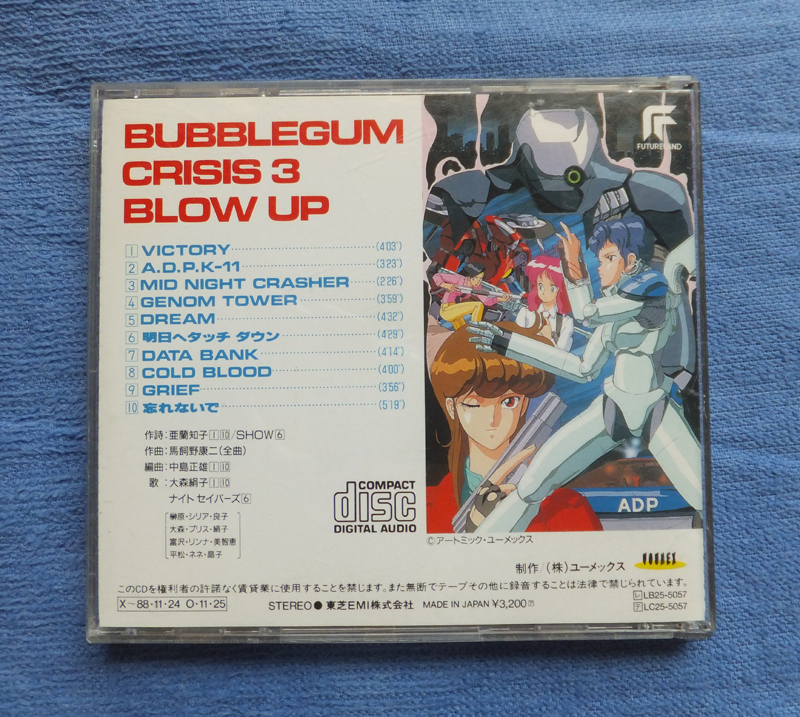 BUBBLEGUM
CRISIS 3
BLOW UP
1 VICTORY (4'03")
2 A.D.P.K-11 (3'23")
3 MID NIGHT CRASHER (2'26")
4 GENOM TOWER (3'59")
5 DREAM (4'32")
6 明日へタッチ ダウン (4'29")
7 DATA BANK (4'14")
8 COLD BLOOD (4'00")
9 GRIEF (3'56")
10 忘れないで (5'19")
作詩：亜蘭知子1 10/SHOW6
作曲：馬飼野康二(全曲)
編曲：中島正雄1 10
歌：大森絹子1 10
ナイトセイバーズ6
榊原・シリア・良子
大森・プリス・絹子
富沢・リンナ・美智恵
平松・ネネ・晶子
COMPACT
disc
DIGITAL AUDIO
FUTURELAND
ADP
©アートミック・ユーメックス
制作/(株)ユーメックス
YOUMEX
このCDを権利者の許諾なく賃貸業に使用することを禁じます。また無断でテープその他に録音することは法律で禁じられています。
X〜88・11・24 O・11・25
STEREO● 東芝EMI株式会社 MADE IN JAPAN ¥3,200
レ LB25-5057
テ LC25-5057